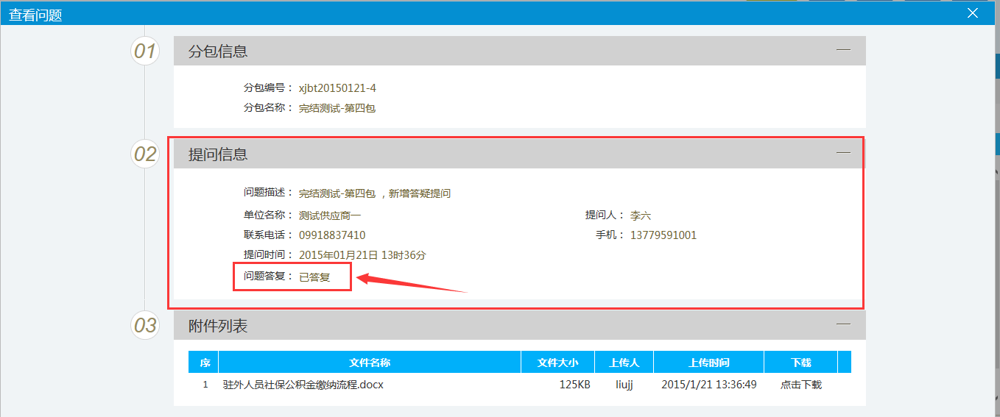 查看问题
01 分包信息
分包编号： xjbt20150121-4
分包名称： 完结测试-第四包
02 提问信息
问题描述： 完结测试-第四包 ，新增答疑提问
单位名称： 测试供应商一 提问人： 李六
联系电话： 09918837410 手机： 13779591001
提问时间： 2015年01月21日 13时36分
问题答复： 已答复
03 附件列表
序 文件名称 文件大小 上传人 上传时间 下载
1 驻外人员社保公积金缴纳流程.docx 125KB liujj 2015/1/21 13:36:49 点击下载